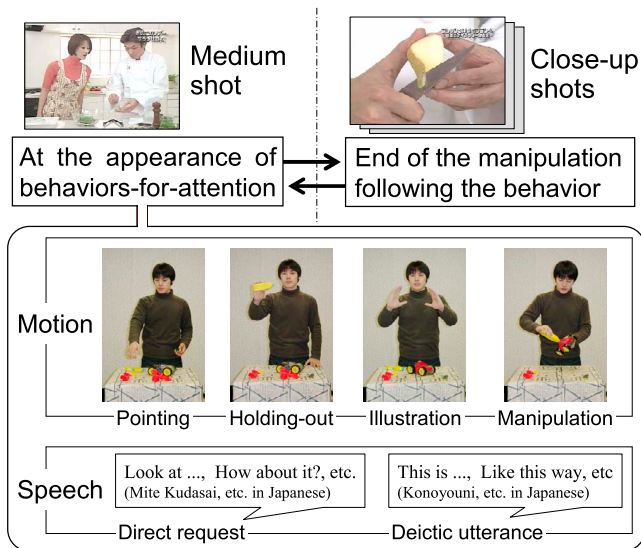 Medium
shot
Close-up
shots
At the appearance of
behaviors-for-attention
End of the manipulation
following the behavior
Motion
Pointing
Holding-out
Illustration
Manipulation
Speech
Look at ..., How about it?, etc.
(Mite Kudasai, etc. in Japanese)
This is ..., Like this way, etc
(Konoyouni, etc. in Japanese)
Direct request
Deictic utterance